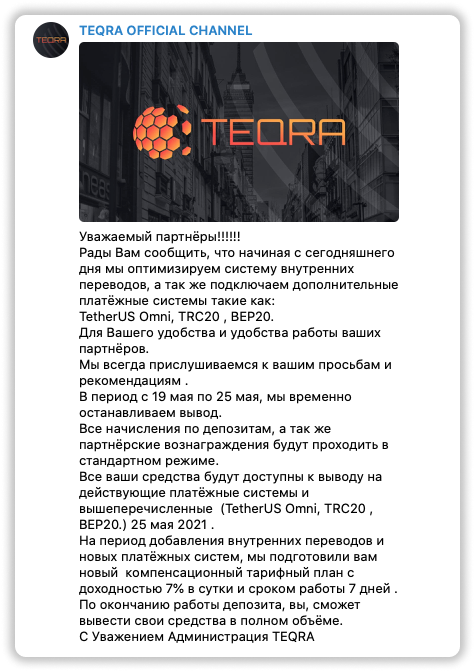 TEQRA OFFICIAL CHANNEL
TEQRA
TEQRA
Уважаемый партнёры!!!!!!
Рады Вам сообщить, что начиная с сегодняшнего
дня мы оптимизируем систему внутренних
переводов, а так же подключаем дополнительные
платёжные системы такие как:
TetherUS Omni, TRC20 , BEP20.
Для Вашего удобства и удобства работы ваших
партнёров.
Мы всегда прислушиваемся к вашим просьбам и
рекомендациям .
В период с 19 мая по 25 мая, мы временно
останавливаем вывод.
Все начисления по депозитам, а так же
партнёрские вознаграждения будут проходить в
стандартном режиме.
Все ваши средства будут доступны к выводу на
действующие платёжные системы и
вышеперечисленные  (TetherUS Omni, TRC20 ,
BEP20.) 25 мая 2021 .
На период добавления внутренних переводов и
новых платёжных систем, мы подготовили вам
новый  компенсационный тарифный план с
доходностью 7% в сутки и сроком работы 7 дней .
По окончанию работы депозита, вы, сможет
вывести свои средства в полном объёме.
С Уважением Администрация TEQRA